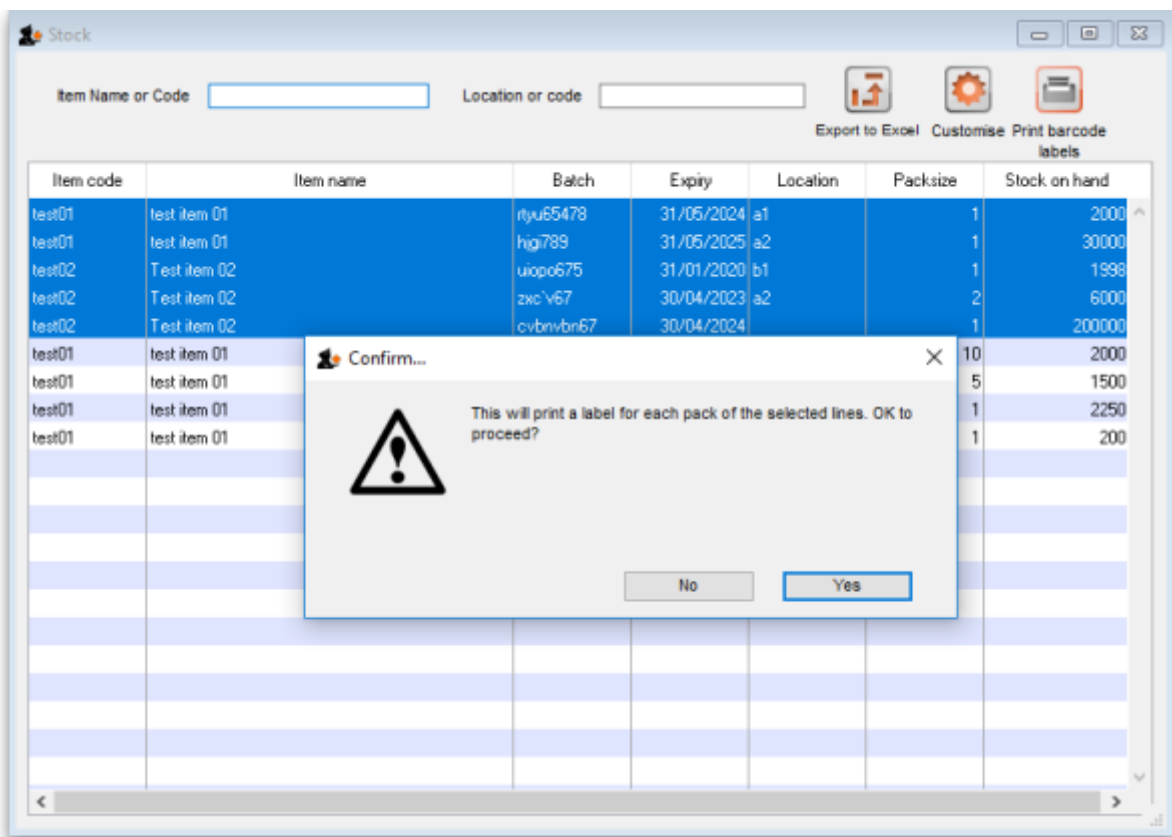 Stock
Item Name or Code Location or code
Export to Excel Customise Print barcode
labels
Item code Item name Batch Expiry Location Packsize Stock on hand
test01 test item 01 rtyu65478 31/05/2024 a1 1 2000
test01 test item 01 hjgi789 31/05/2025 a2 1 30000
test02 Test item 02 uiopo675 31/01/2020 b1 1 1998
test02 Test item 02 zxc`v67 30/04/2023 a2 2 6000
test02 Test item 02 cvbnvbn67 30/04/2024 1 200000
test01 test item 01 10 2000
test01 test item 01 5 1500
test01 test item 01 1 2250
test01 test item 01 1 200
Confirm...
This will print a label for each pack of the selected lines. OK to
proceed?
No Yes